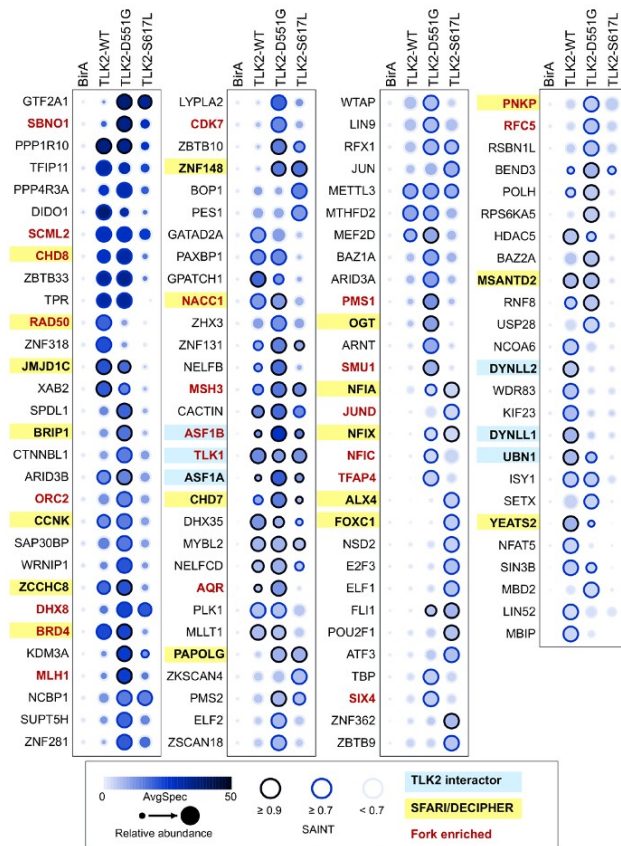 BirA
TLK2-WT
TLK2-D551G
TLK2-S617L
GTF2A1
SBNO1
PPP1R10
TFIP11
PPP4R3A
DIDO1
SCML2
CHD8
ZBTB33
TPR
RAD50
ZNF318
JMJD1C
XAB2
SPDL1
BRIP1
CTNNBL1
ARID3B
ORC2
CCNK
SAP30BP
WRNIP1
ZCCHC8
DHX8
BRD4
KDM3A
MLH1
NCBP1
SUPT5H
ZNF281
BirA
TLK2-WT
TLK2-D551G
TLK2-S617L
LYPLA2
CDK7
ZBTB10
ZNF148
BOP1
PES1
GATAD2A
PAXBP1
GPATCH1
NACC1
ZHX3
ZNF131
NELFB
MSH3
CACTIN
ASF1B
TLK1
ASF1A
CHD7
DHX35
MYBL2
NELFCD
AQR
PLK1
MLLT1
PAPOLG
ZKSCAN4
PMS2
ELF2
ZSCAN18
BirA
TLK2-WT
TLK2-D551G
TLK2-S617L
WTAP
LIN9
RFX1
JUN
METTL3
MTHFD2
MEF2D
BAZ1A
ARID3A
PMS1
OGT
ARNT
SMU1
NFIA
JUND
NFIX
NFIC
TFAP4
ALX4
FOXC1
NSD2
E2F3
ELF1
FLI1
POU2F1
ATF3
TBP
SIX4
ZNF362
ZBTB9
BirA
TLK2-WT
TLK2-D551G
TLK2-S617L
PNKP
RFC5
RSBN1L
BEND3
POLH
RPS6KA5
HDAC5
BAZ2A
MSANTD2
RNF8
USP28
NCOA6
DYNLL2
WDR83
KIF23
DYNLL1
UBN1
ISY1
SETX
YEATS2
NFAT5
SIN3B
MBD2
LIN52
MBIP
0 AvgSpec 50
Relative abundance
≥ 0.9 ≥ 0.7 < 0.7
SAINT
TLK2 interactor
SFARI/DECIPHER
Fork enriched